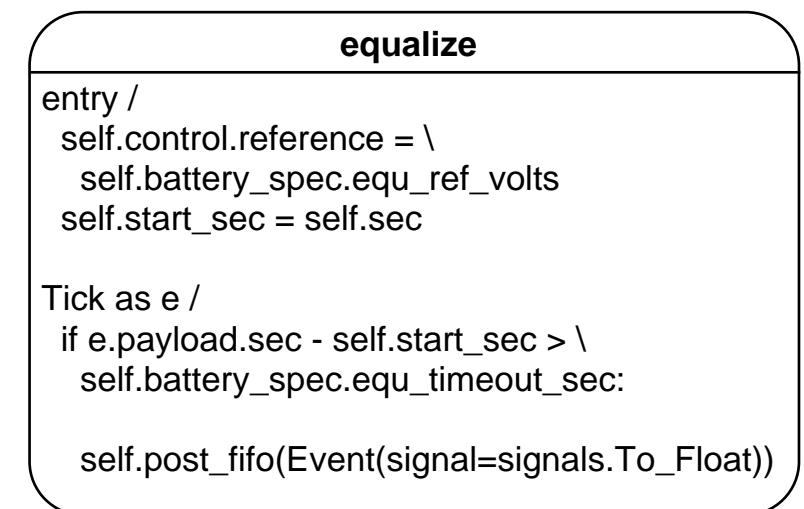 equalize
entry /
self.control.reference = \
self.battery_spec.equ_ref_volts
self.start_sec = self.sec
Tick as e /
if e.payload.sec - self.start_sec > \
self.battery_spec.equ_timeout_sec:
self.post_fifo(Event(signal=signals.To_Float))